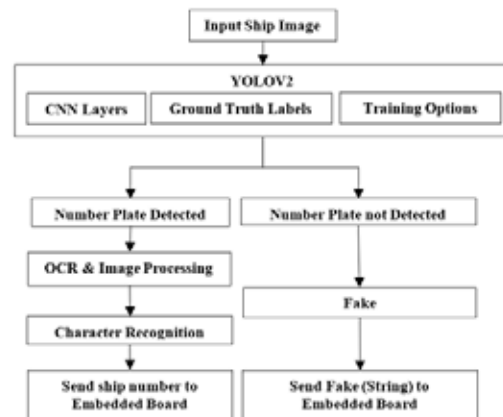 Input Ship Image
YOLOV2
CNN Layers
Ground Truth Labels
Training Options
Number Plate Detected
Number Plate not Detected
OCR & Image Processing
Fake
Character Recognition
Send ship number to
Embedded Board
Send Fake (String) to
Embedded Board